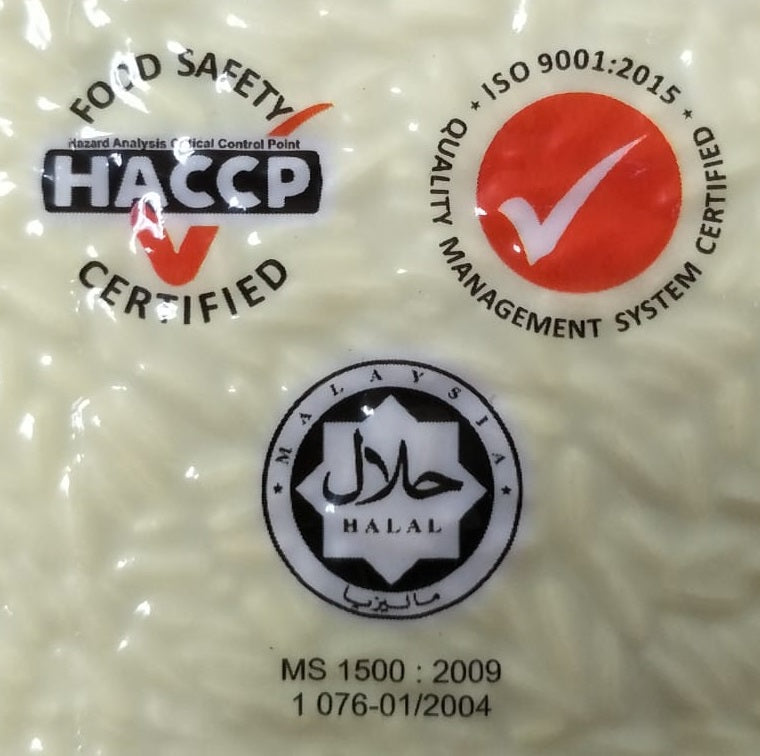 FOOD SAFETY
Hazard Analysis Critical Control Point
HACCP
CERTIFIED
* ISO 9001:2015 *
QUALITY MANAGEMENT SYSTEM CERTIFIED
★ MALAYSIA ★
حلال
HALAL
ماليزيا
MS 1500 : 2009
1 076-01/2004